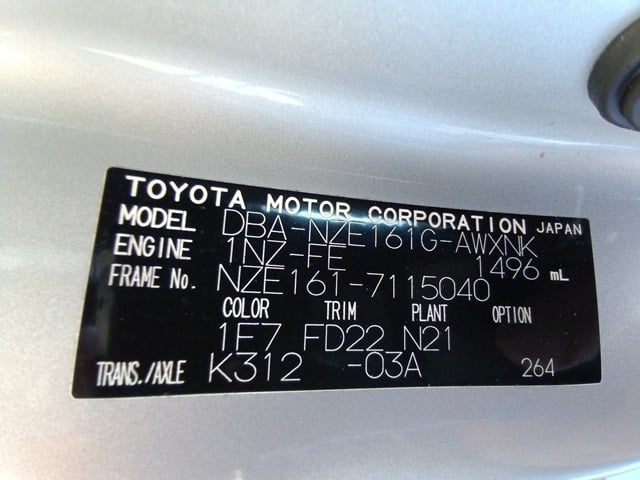 TOYOTA MOTOR CORPORATION JAPAN
MODEL DBA-NZE161G-AWXNK
ENGINE 1NZ-FE 1496 mL
FRAME No. NZE161-7115040
COLOR TRIM PLANT OPTION
1F7 FD22 N21
TRANS./AXLE K312 -03A 264